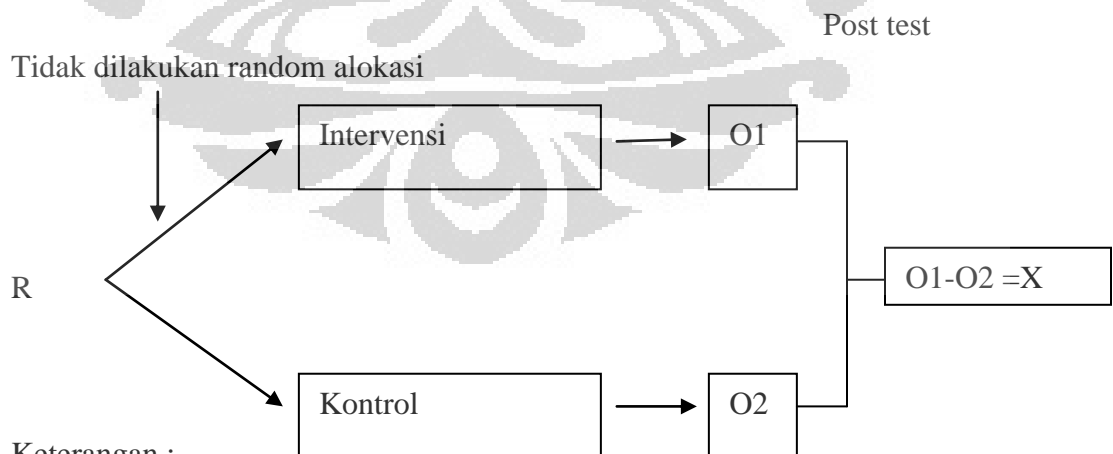 Post test
Tidak dilakukan random alokasi
Intervensi
O1
R
O1-O2 =X
Kontrol
O2
Keterangan :